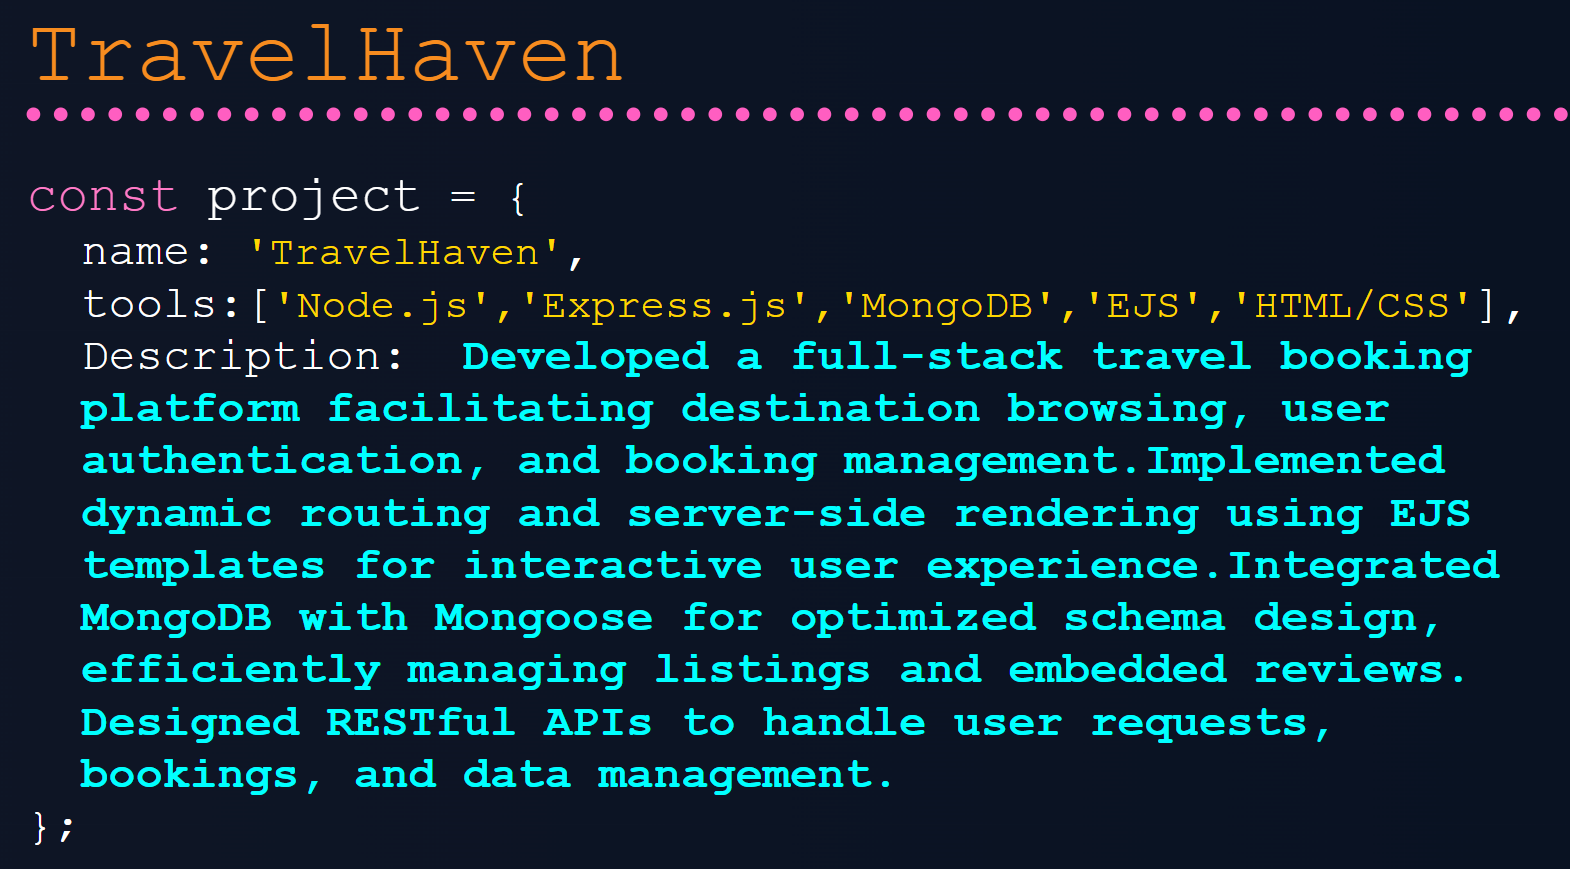 TravelHaven
const project = {
name: 'TravelHaven',
tools:['Node.js','Express.js','MongoDB','EJS','HTML/CSS'],
Description: Developed a full-stack travel booking
platform facilitating destination browsing, user
authentication, and booking management.Implemented
dynamic routing and server-side rendering using EJS
templates for interactive user experience.Integrated
MongoDB with Mongoose for optimized schema design,
efficiently managing listings and embedded reviews.
Designed RESTful APIs to handle user requests,
bookings, and data management.
};